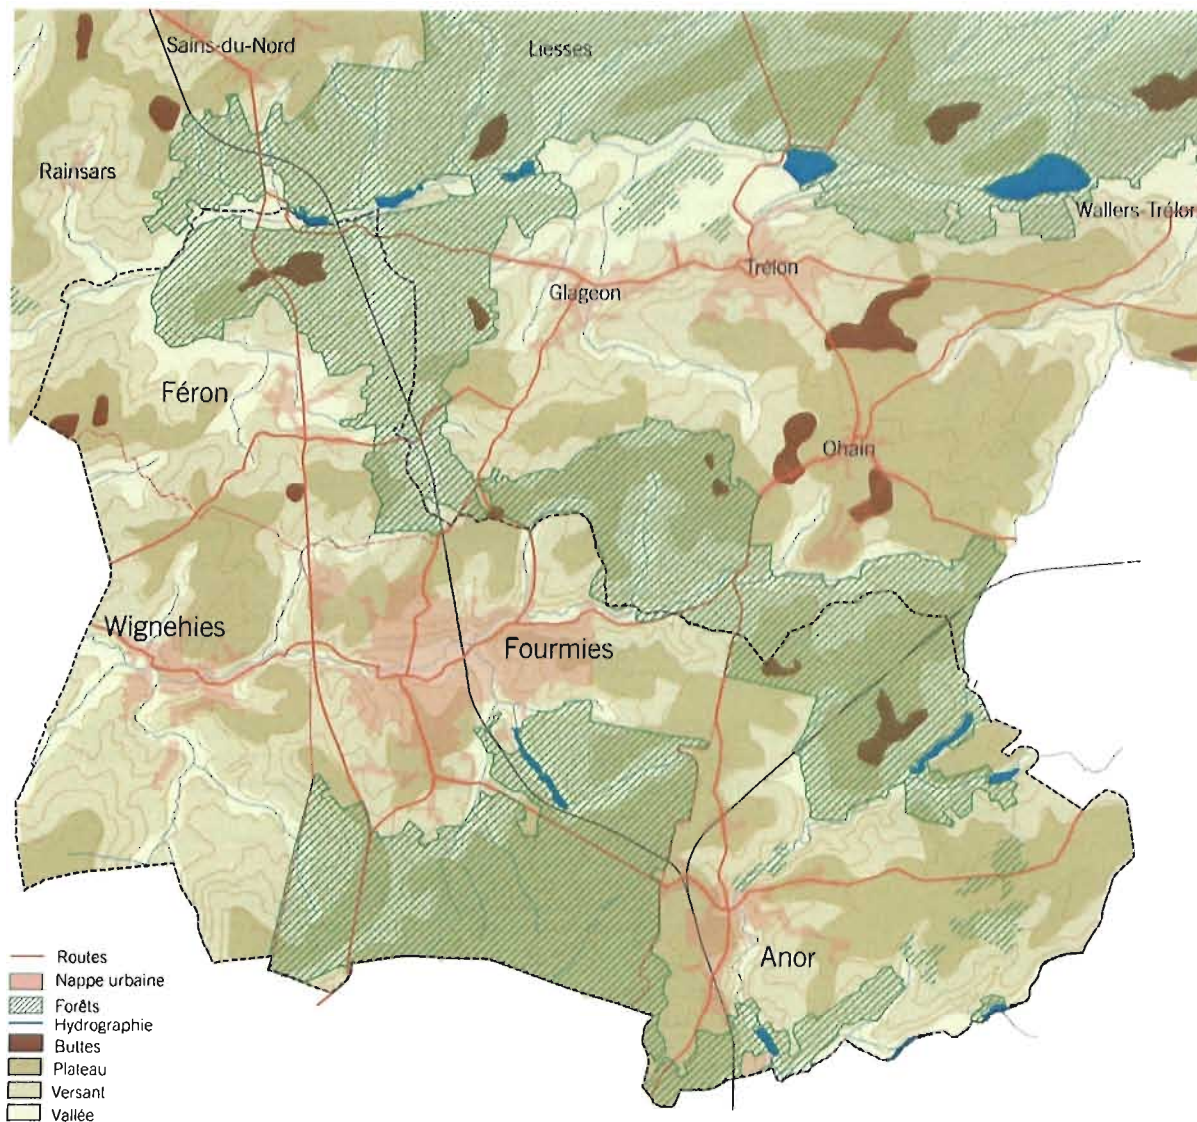 Sains-du-Nord
Liesses
Rainsars
Wallers-Trélon
Trélon
Glageon
Féron
Ohain
Wignehies
Fourmies
Anor
Routes
Nappe urbaine
Forêts
Hydrographie
Buttes
Plateau
Versant
Vallée